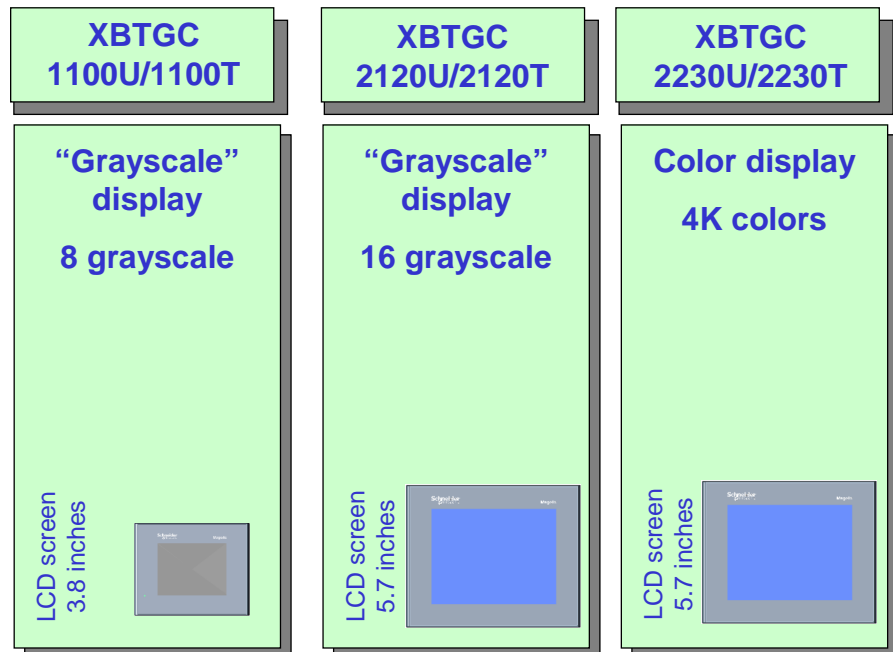 XBTGC
1100U/1100T
XBTGC
2120U/2120T
XBTGC
2230U/2230T
“Grayscale”
display
8 grayscale
LCD screen
3.8 inches
“Grayscale”
display
16 grayscale
LCD screen
5.7 inches
Color display
4K colors
LCD screen
5.7 inches